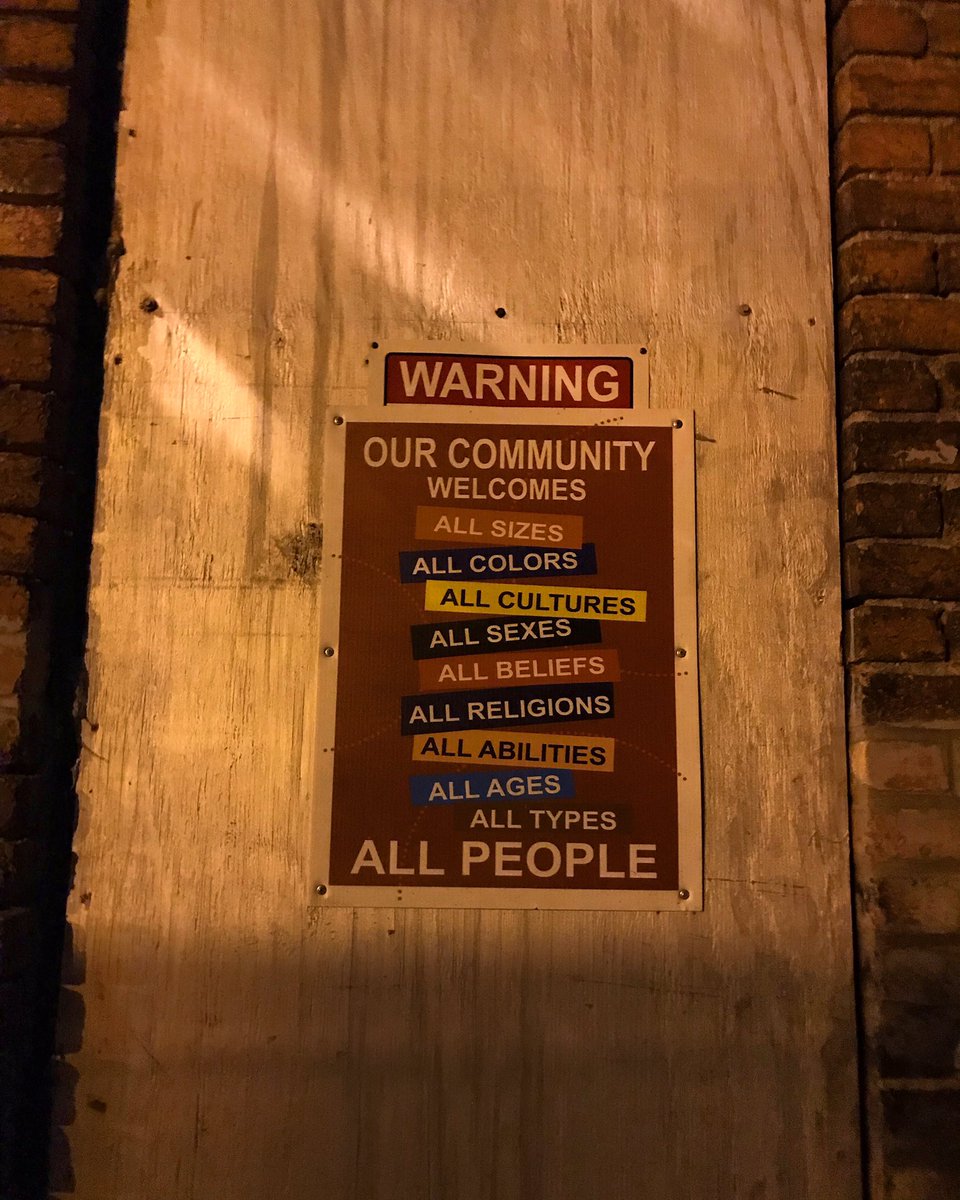 WARNING
OUR COMMUNITY
WELCOMES
ALL SIZES
ALL COLORS
ALL CULTURES
ALL SEXES
ALL BELIEFS
ALL RELIGIONS
ALL ABILITIES
ALL AGES
ALL TYPES
ALL PEOPLE